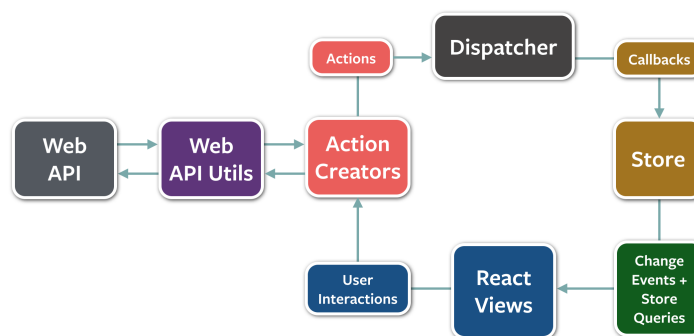 Actions
Dispatcher
Callbacks
Web
API
Web
API Utils
Action
Creators
Store
User
Interactions
React
Views
Change
Events +
Store
Queries